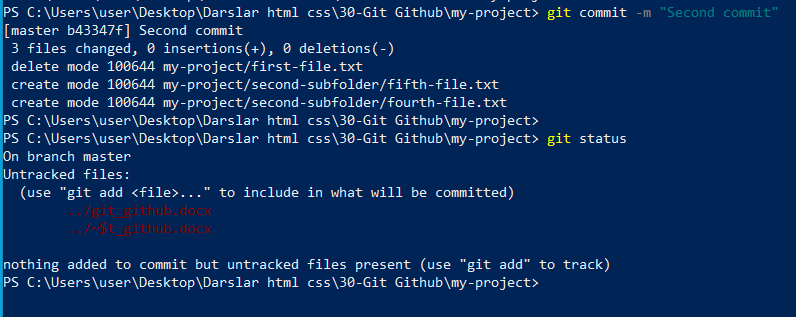 PS C:\Users\user\Desktop\Darslar html css\30-Git Github\my-project> git commit -m "Second commit"
[master b43347f] Second commit
 3 files changed, 0 insertions(+), 0 deletions(-)
 delete mode 100644 my-project/first-file.txt
 create mode 100644 my-project/second-subfolder/fifth-file.txt
 create mode 100644 my-project/second-subfolder/fourth-file.txt
PS C:\Users\user\Desktop\Darslar html css\30-Git Github\my-project>
PS C:\Users\user\Desktop\Darslar html css\30-Git Github\my-project> git status
On branch master
Untracked files:
  (use "git add <file>..." to include in what will be committed)
        ../git github.docx
        ../~$t github.docx

nothing added to commit but untracked files present (use "git add" to track)
PS C:\Users\user\Desktop\Darslar html css\30-Git Github\my-project>